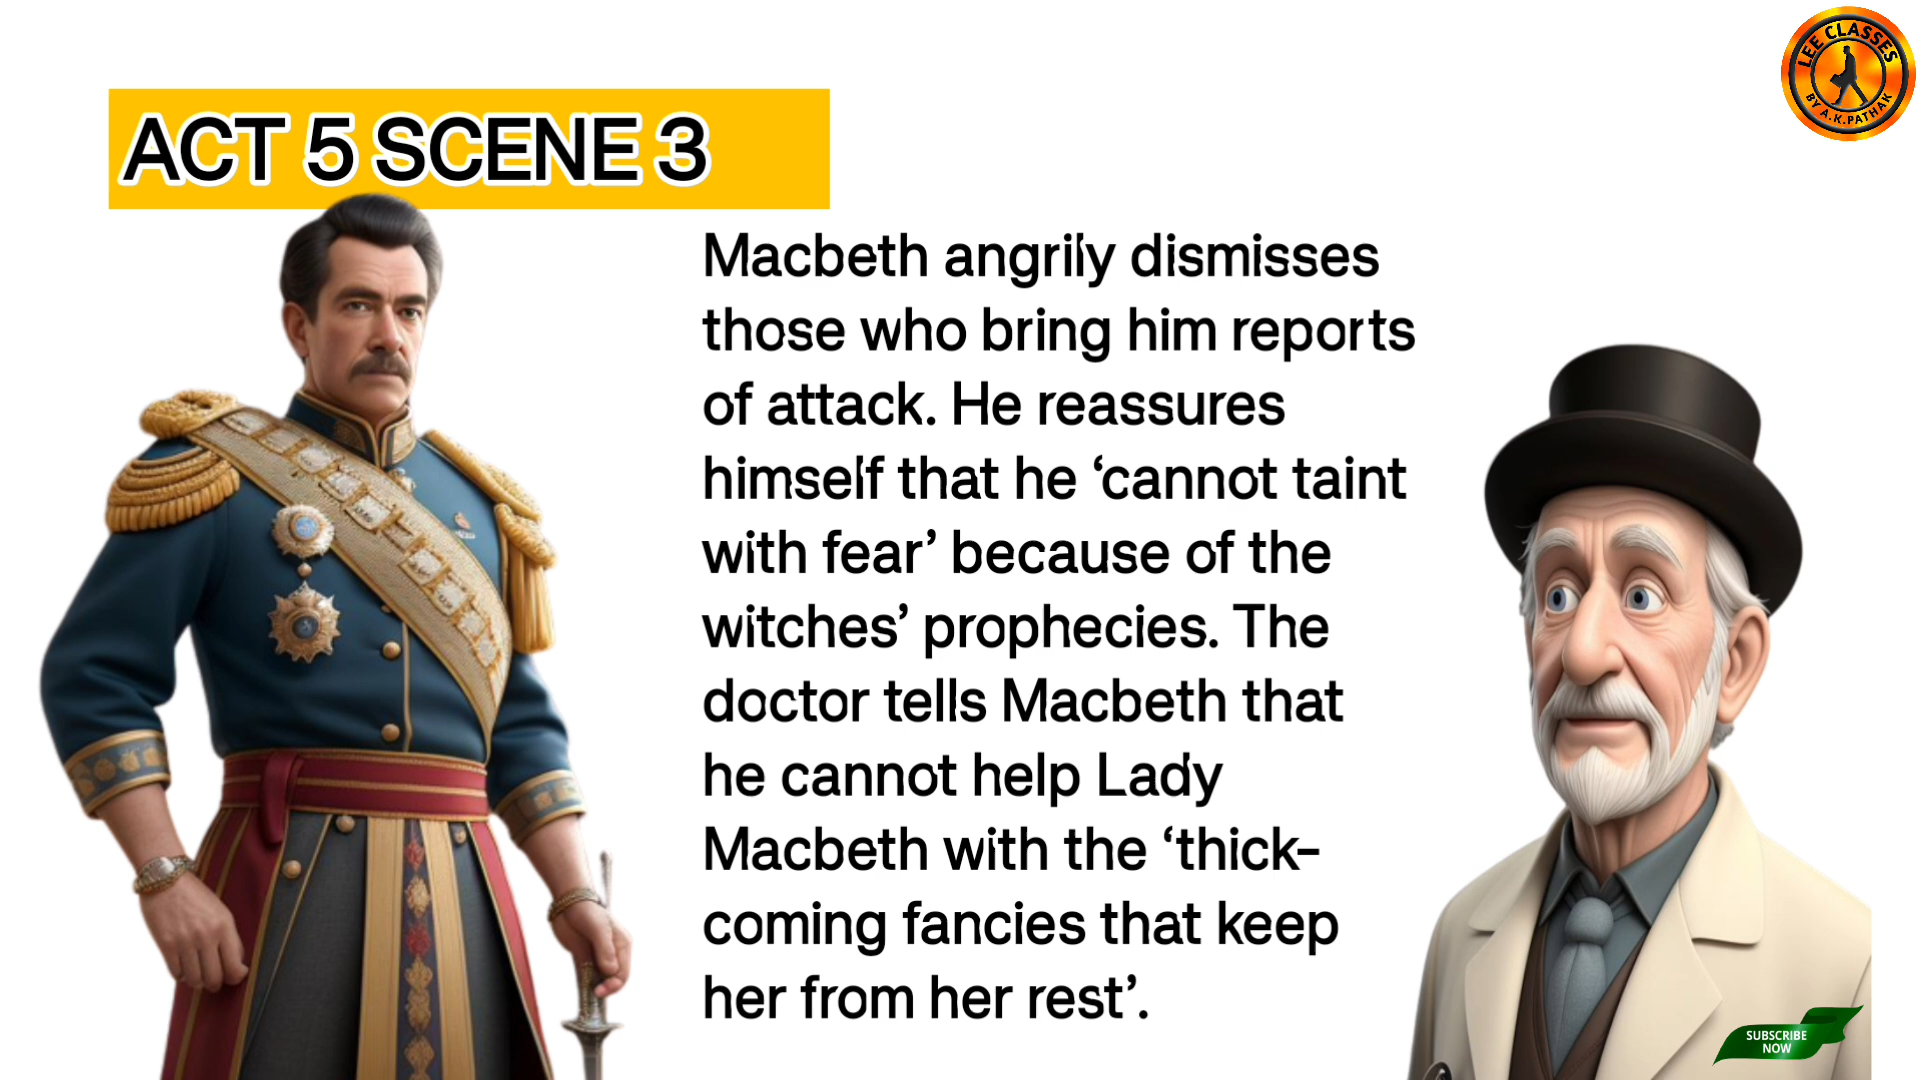 LEE CLASSES
BY A.K.PATHAK
ACT 5 SCENE 3
Macbeth angrily dismisses
those who bring him reports
of attack. He reassures
himself that he ‘cannot taint
with fear’ because of the
witches’ prophecies. The
doctor tells Macbeth that
he cannot help Lady
Macbeth with the ‘thick-
coming fancies that keep
her from her rest’.
SUBSCRIBE
NOW